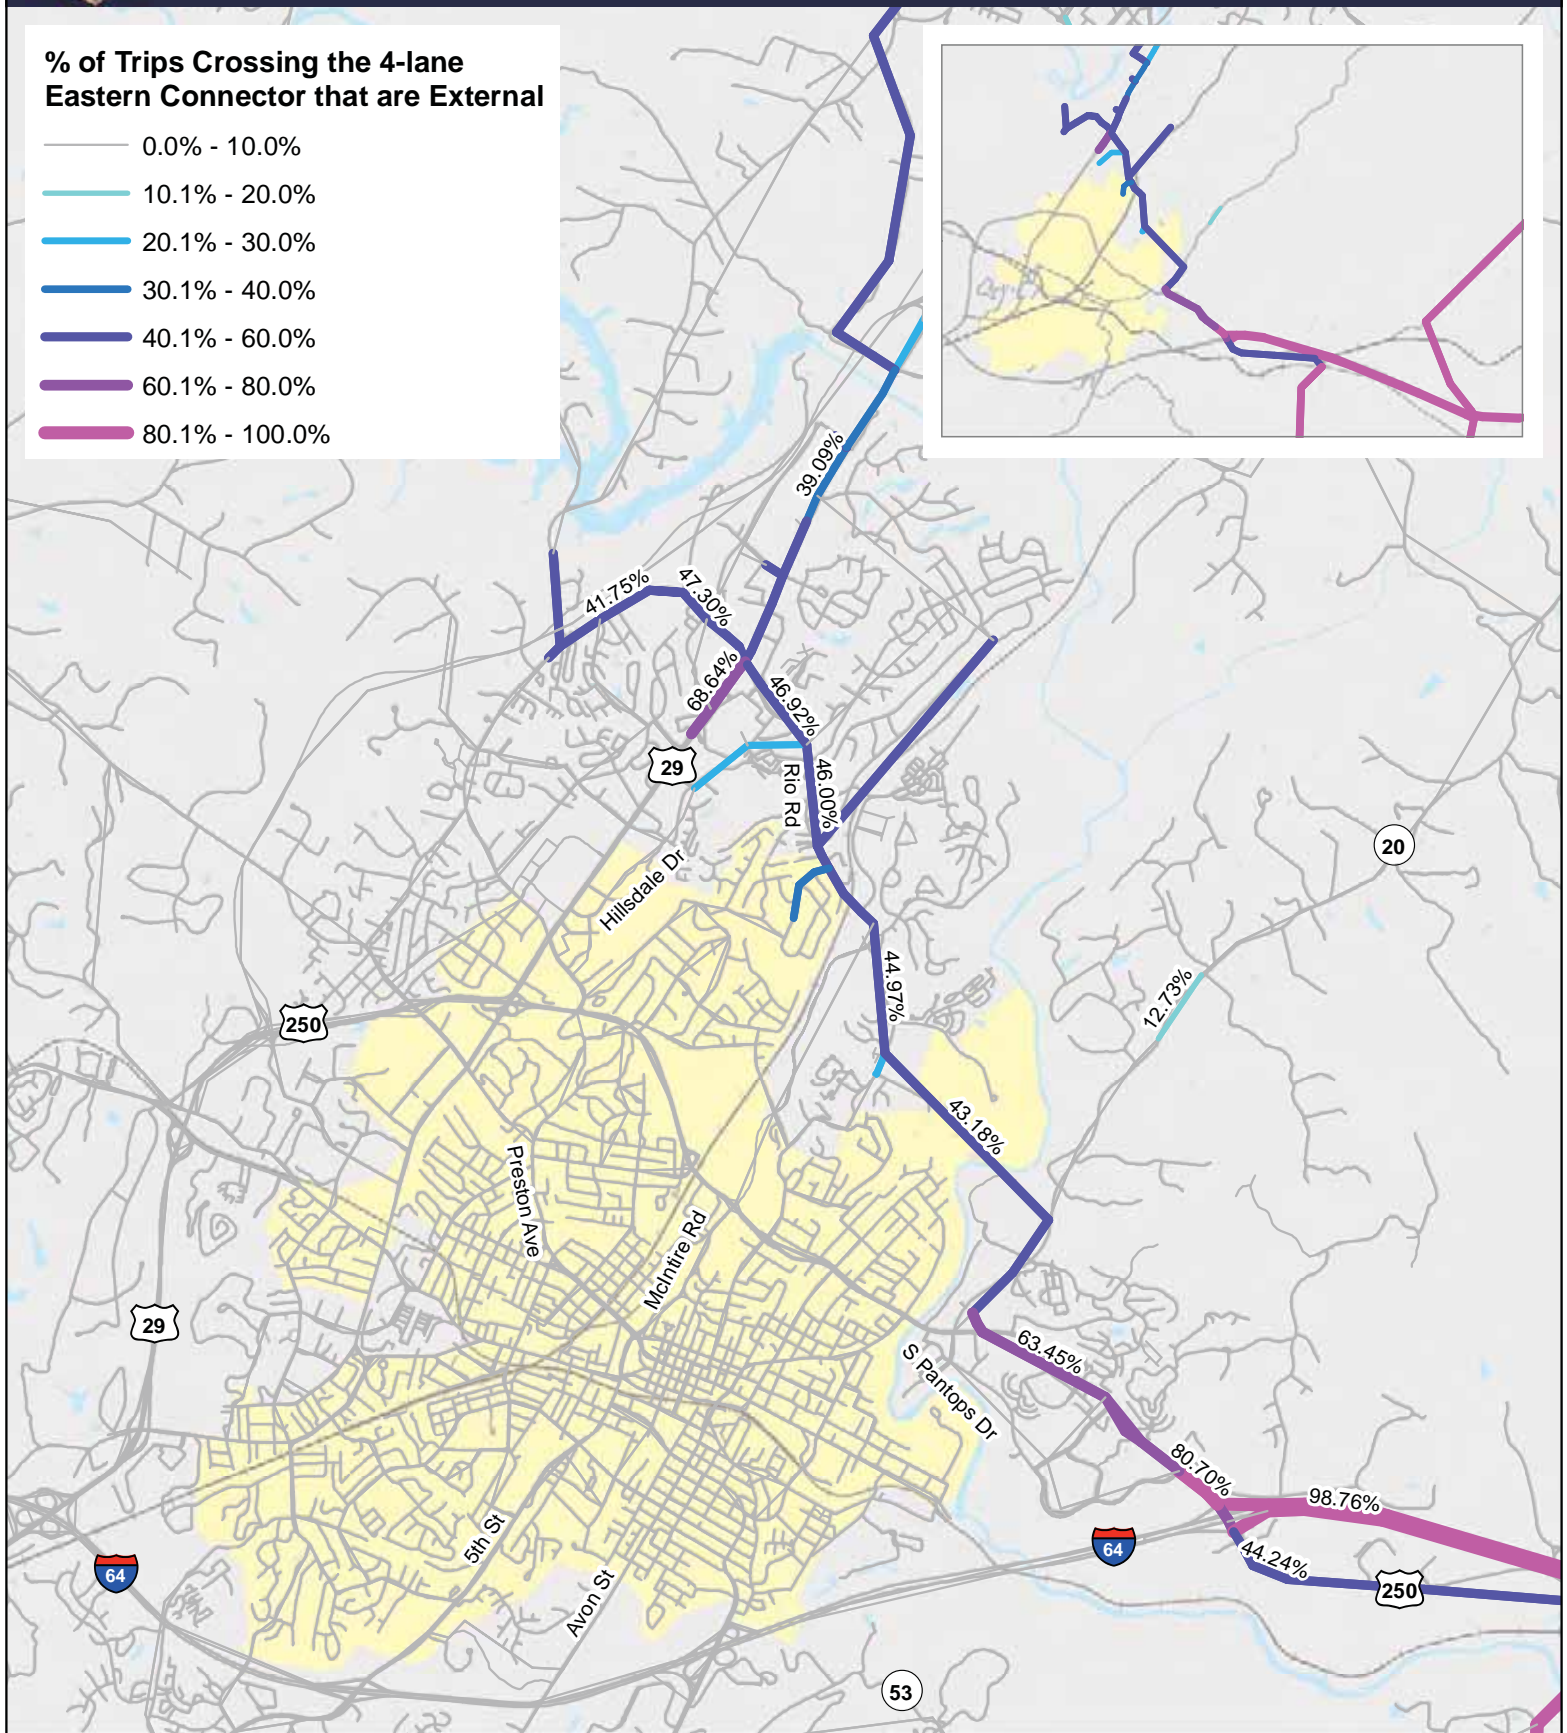 % of Trips Crossing the 4-lane
Eastern Connector that are External
0.0% - 10.0%
10.1% - 20.0%
20.1% - 30.0%
30.1% - 40.0%
40.1% - 60.0%
60.1% - 80.0%
80.1% - 100.0%
39.09%
41.75%
47.30%
68.64%
46.92%
29
46.00%
Rio Rd
20
Hillsdale Dr
44.97%
12.73%
250
43.18%
Preston Ave
McIntire Rd
29
63.45%
S Pantops Dr
80.70%
98.76%
5th St
64
44.24%
64
250
Avon St
53